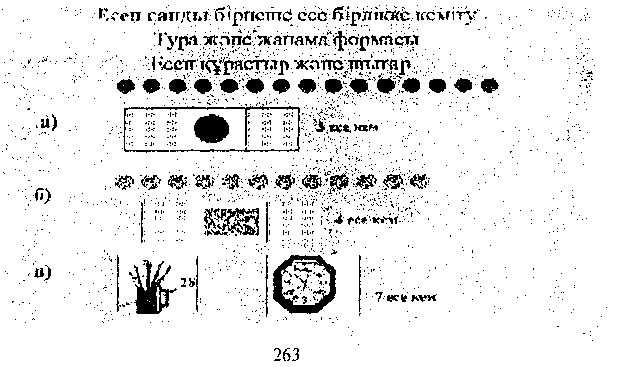 Есеп санды бірнеше есе бірлікке кеміту
Тура және жанама формасы
Есеп құрастыр және шығар
а)
3 есе кем
б)
4 есе кем
в)
28
7 есе кем
263